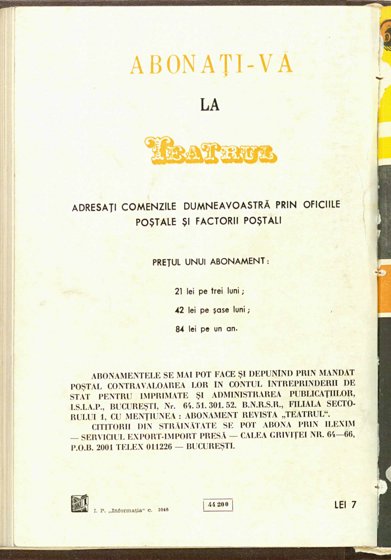 ABONAȚI-VĂ
LA
TEATRUL
ADRESAȚI COMENZILE DUMNEAVOASTRĂ PRIN OFICIILE
POȘTALE ȘI FACTORII POȘTALI
PREȚUL UNUI ABONAMENT :
21 lei pe trei luni ;
42 lei pe șase luni ;
84 lei pe un an.
ABONAMENTELE SE MAI POT FACE ȘI DEPUNÎND PRIN MANDAT
POȘTAL CONTRAVALOAREA LOR ÎN CONTUL ÎNTREPRINDERII DE
STAT PENTRU IMPRIMATE ȘI ADMINISTRAREA PUBLICAȚIILOR,
I.S.I.A.P., BUCUREȘTI, Nr. 64. 51. 301. 52. B.N.R.S.R., FILIALA SECTO-
RULUI 1, CU MENȚIUNEA : ABONAMENT REVISTA „TEATRUL".
CITITORII DIN STRĂINĂTATE SE POT ABONA PRIN ILEXIM
— SERVICIUL EXPORT-IMPORT PRESĂ — CALEA GRIVIȚEI NR. 64—66,
P.O.B. 2001 TELEX 011226 — BUCUREȘTI.
I. P. „Informația" c. 2046
44 200
LEI 7